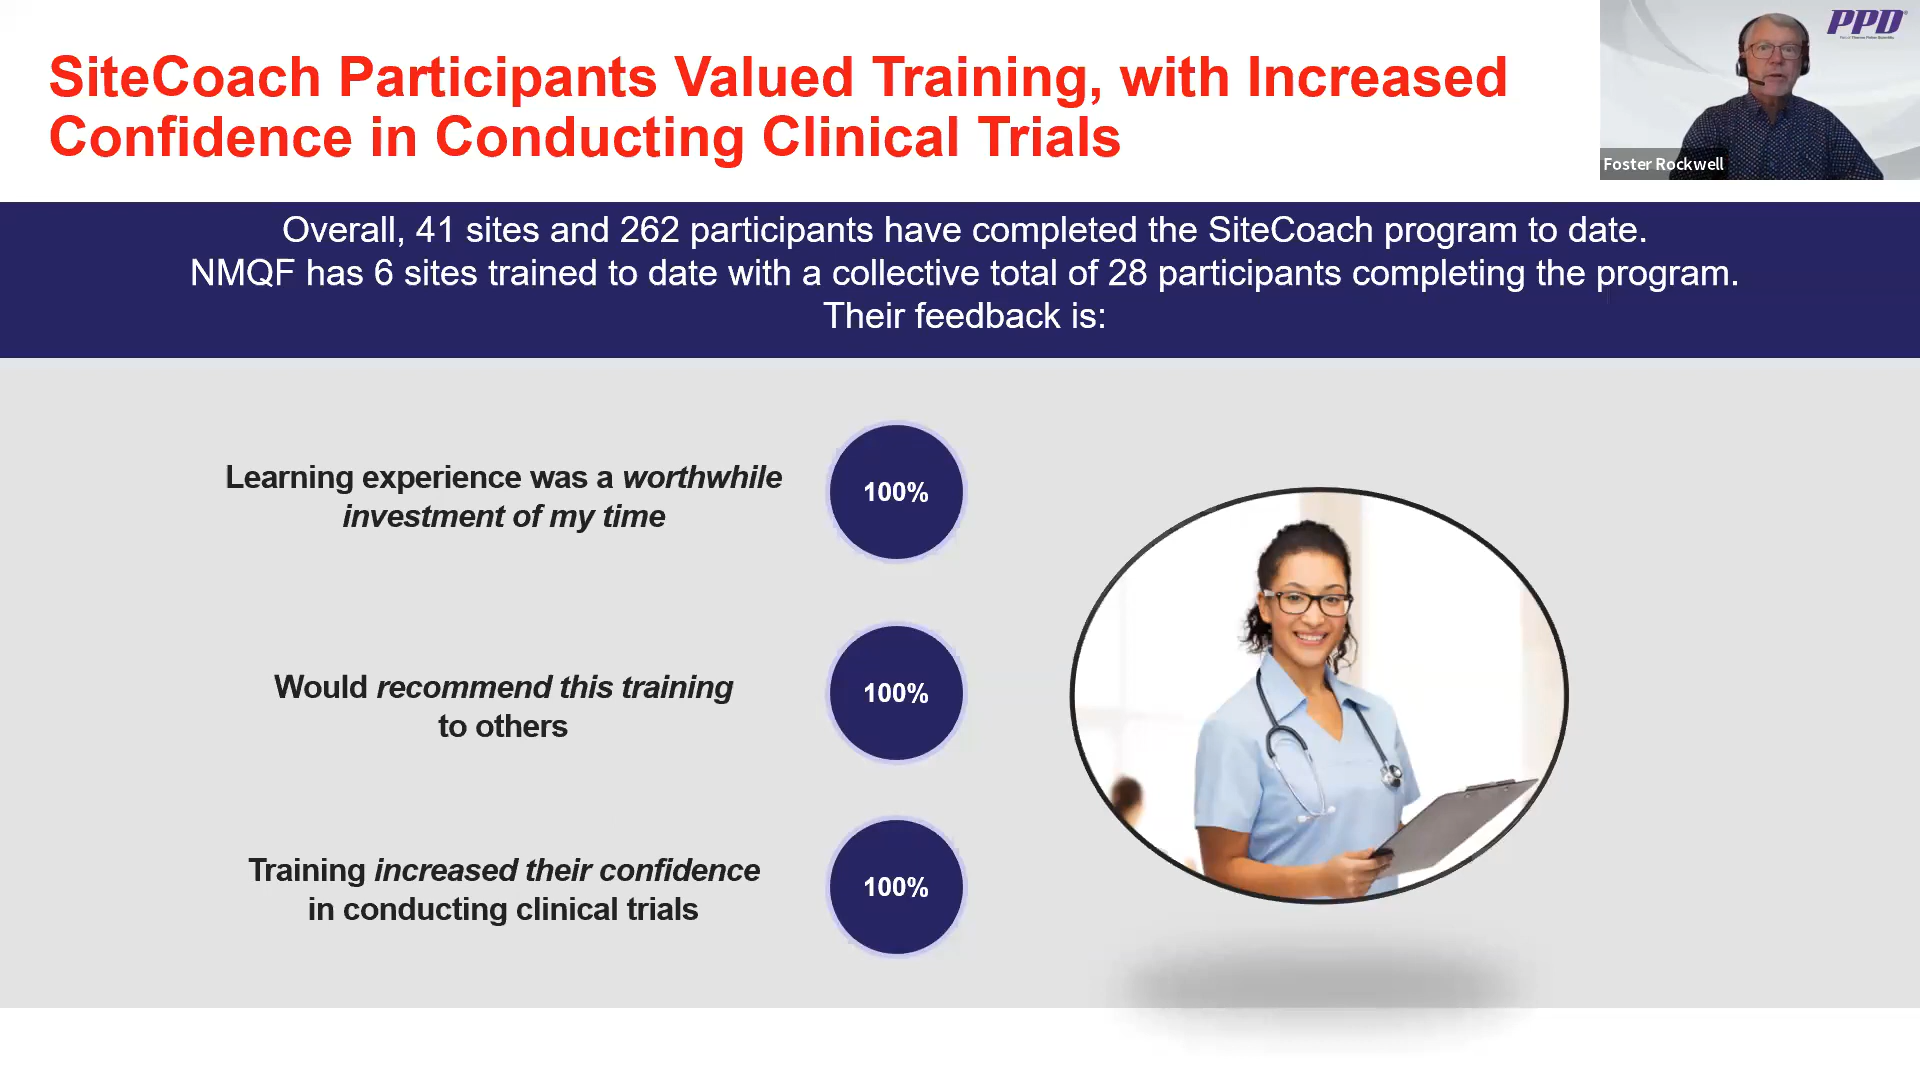 SiteCoach Participants Valued Training, with Increased
Confidence in Conducting Clinical Trials
PPD
Foster Rockwell
Overall, 41 sites and 262 participants have completed the SiteCoach program to date.
NMQF has 6 sites trained to date with a collective total of 28 participants completing the program.
Their feedback is:
Learning experience was a worthwhile
investment of my time
100%
Would recommend this training
to others
100%
Training increased their confidence
in conducting clinical trials
100%